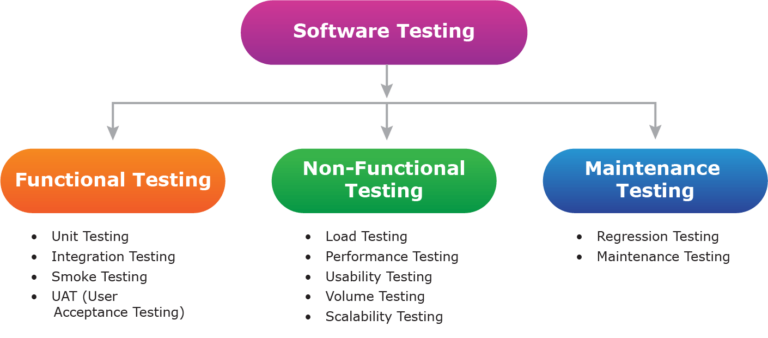 Software Testing
Functional Testing
• Unit Testing
• Integration Testing
• Smoke Testing
• UAT (User
Acceptance Testing)
Non-Functional
Testing
• Load Testing
• Performance Testing
• Usability Testing
• Volume Testing
• Scalability Testing
Maintenance
Testing
• Regression Testing
• Maintenance Testing